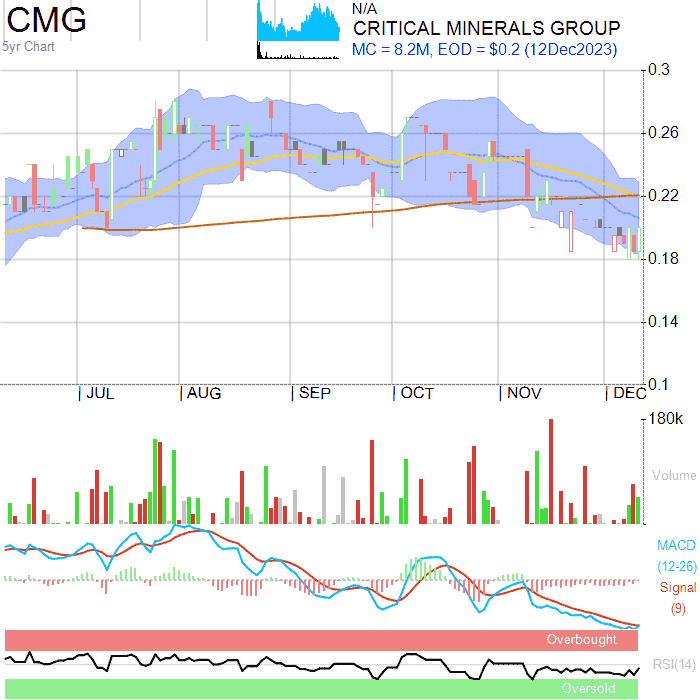 CMG
5yr Chart
N/A
CRITICAL MINERALS GROUP
MC = 8.2M, EOD = $0.2 (12Dec2023)
0.3
0.26
0.22
0.18
0.14
0.1
JUL AUG SEP OCT NOV DEC
180k
Volume
MACD
(12-26)
Signal
(9)
Overbought
RSI(14)
Oversold